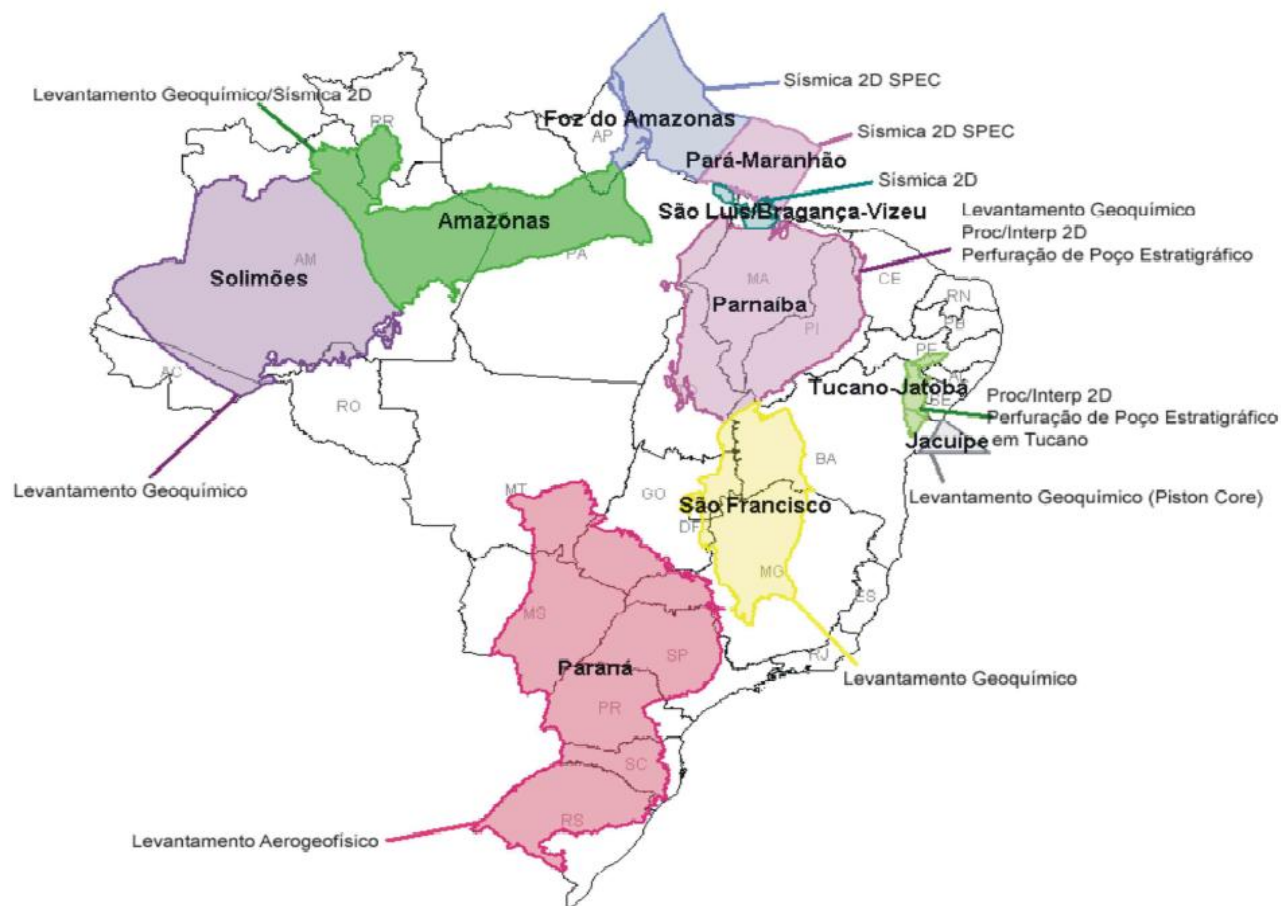 Sísmica 2D SPEC
Levantamento Geoquímico/Sísmica 2D
RR
Foz do Amazonas
AP
Sísmica 2D SPEC
Pará-Maranhão
Sísmica 2D
São Luis/Bragança-Vizeu
Levantamento Geoquímico
Proc/Interp 2D
Perfuração de Poço Estratigráfico
Amazonas
PA
AM
Solimões
MA
CE
Parnaíba
RN
PB
PI
PE
AC
AL
Tucano-Jatobá
SE
Proc/Interp 2D
Perfuração de Poço Estratigráfico
em Tucano
RO
Jacuípe
BA
Levantamento Geoquímico
Levantamento Geoquímico (Piston Core)
MT
GO
São Francisco
DF
MG
ES
MS
RJ
Paraná
SP
Levantamento Geoquímico
PR
SC
RS
Levantamento Aerogeofísico